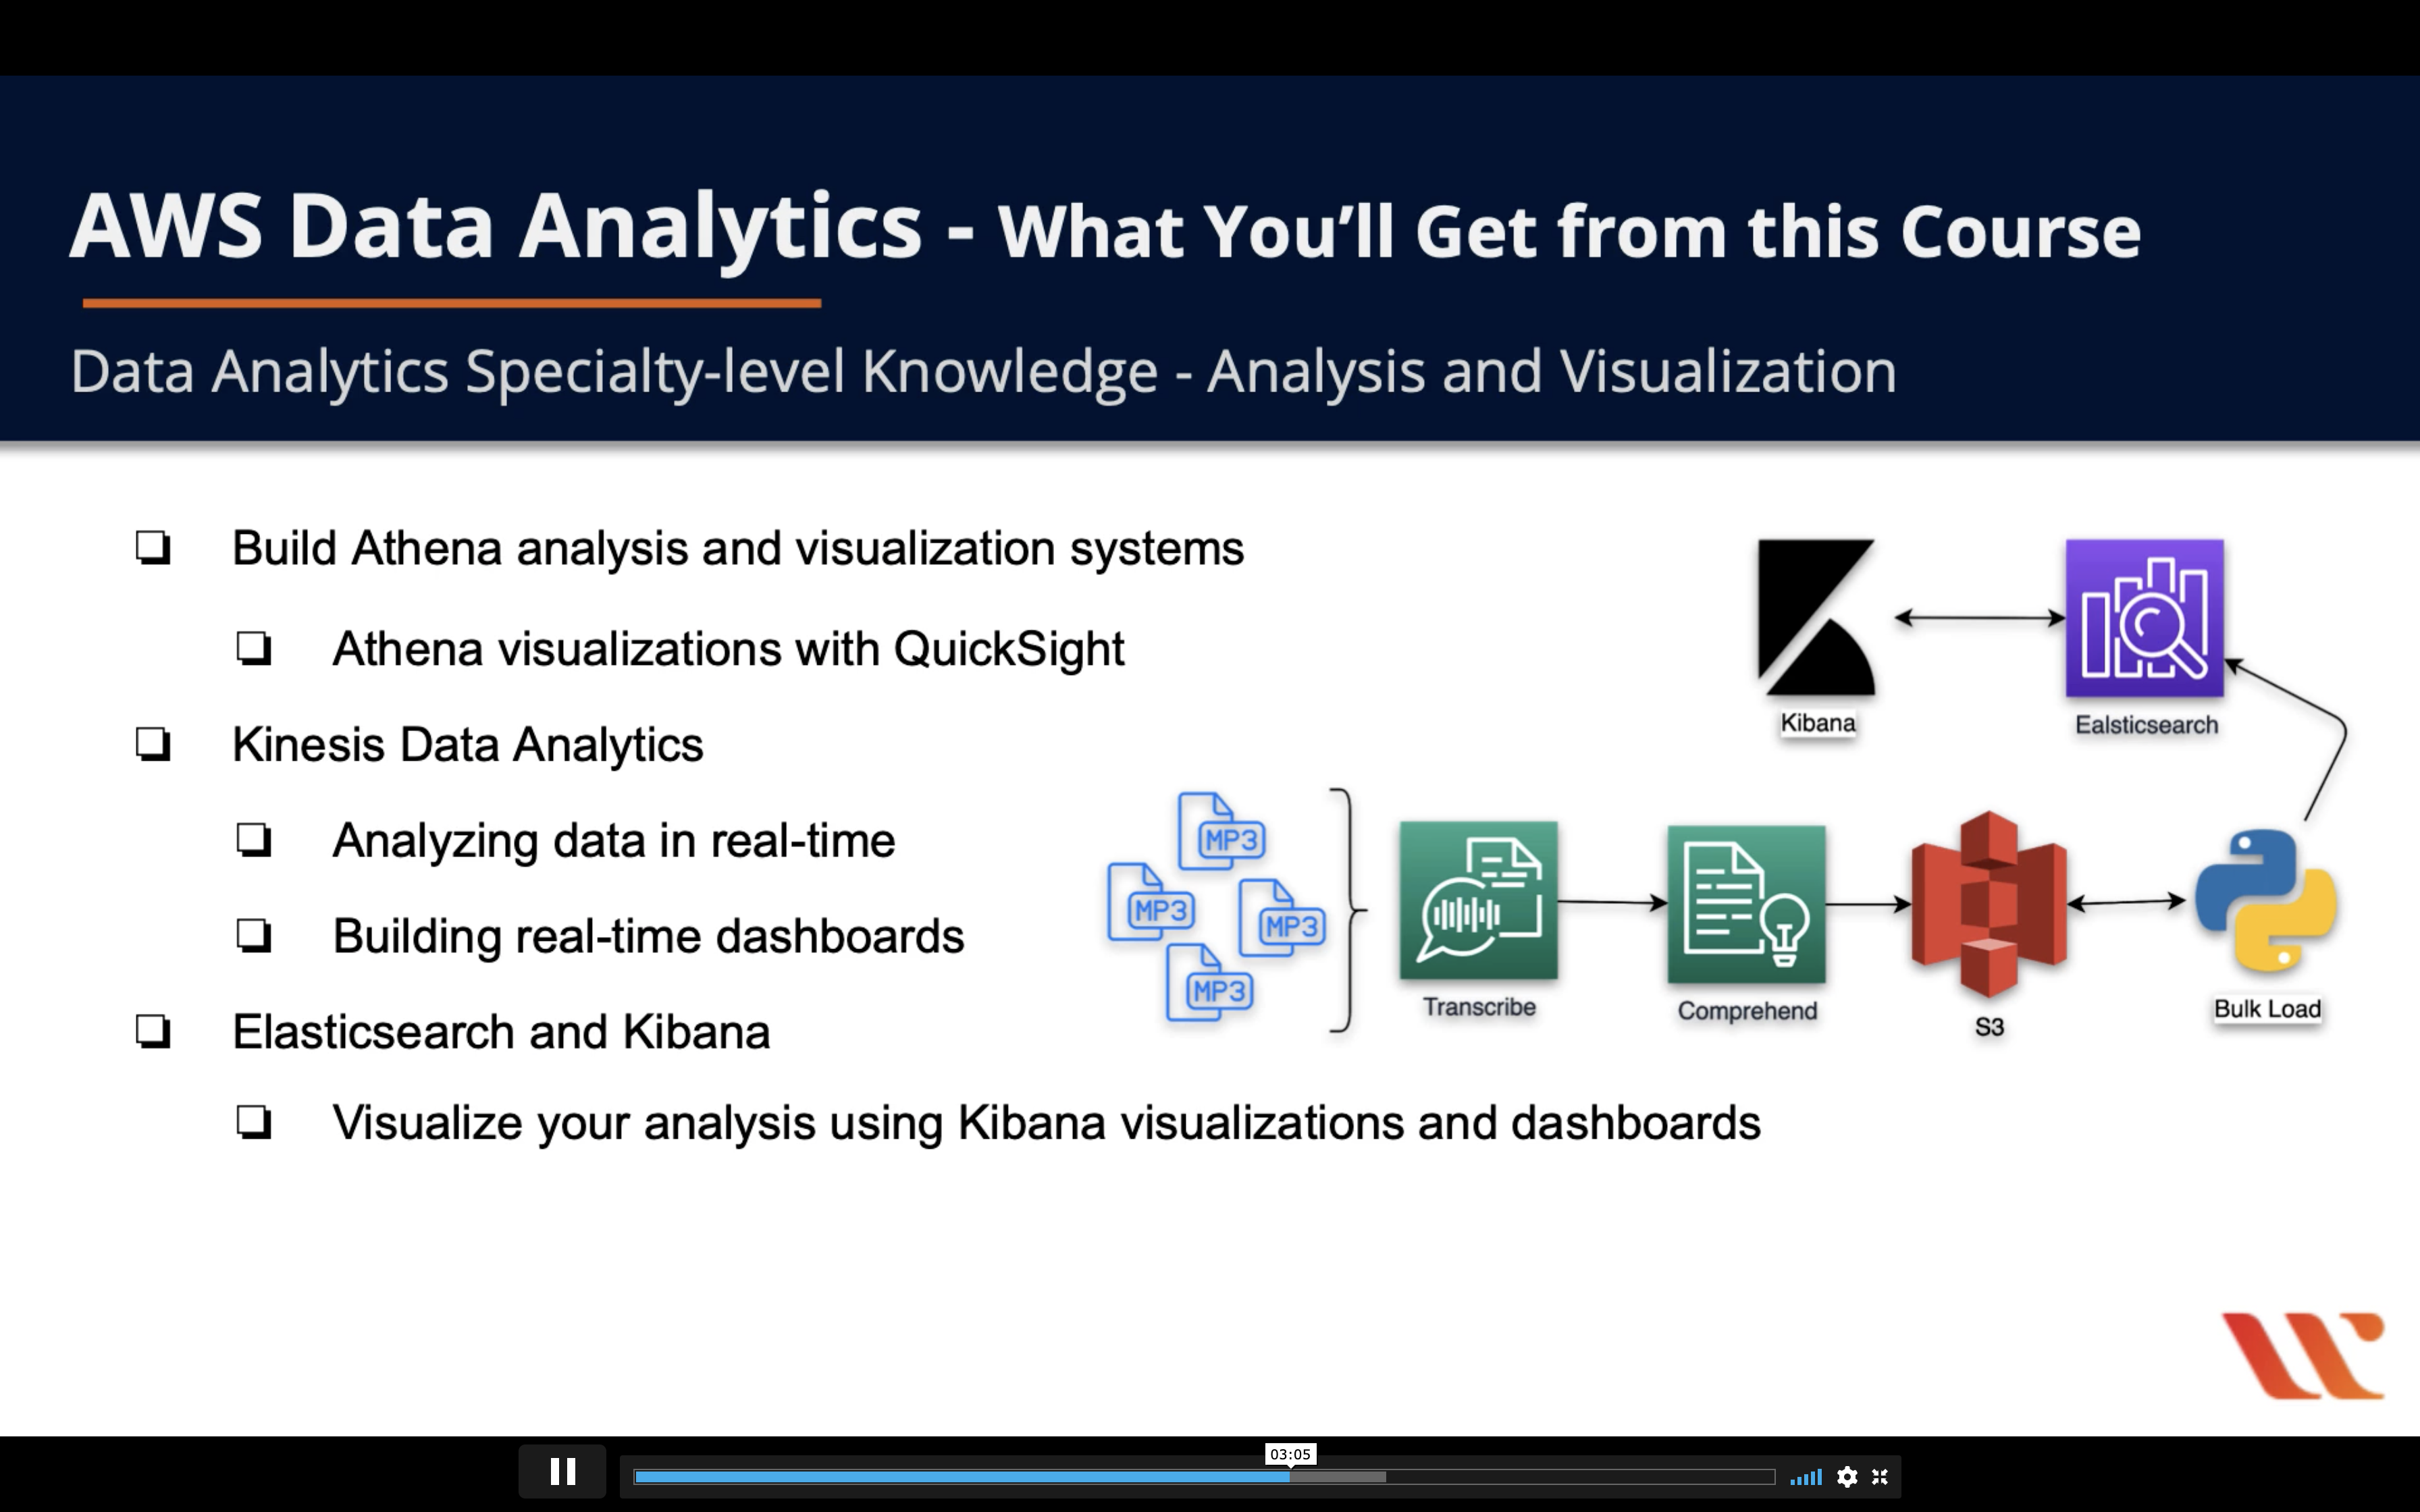 AWS Data Analytics - What You’ll Get from this Course
Data Analytics Specialty-level Knowledge - Analysis and Visualization
Build Athena analysis and visualization systems
Athena visualizations with QuickSight
Kinesis Data Analytics
Analyzing data in real-time
Building real-time dashboards
Elasticsearch and Kibana
Visualize your analysis using Kibana visualizations and dashboards
Kibana
Ealsticsearch
MP3
MP3
MP3
MP3
Transcribe
Comprehend
S3
Bulk Load
03:05